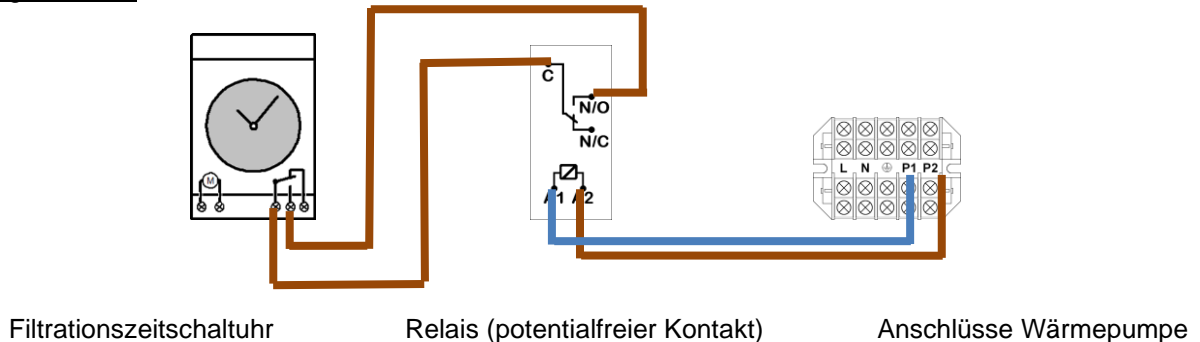 C
N/O
N/C
M
A1 A2
L N P1 P2
Filtrationszeitschaltuhr Relais (potentialfreier Kontakt) Anschlüsse Wärmepumpe